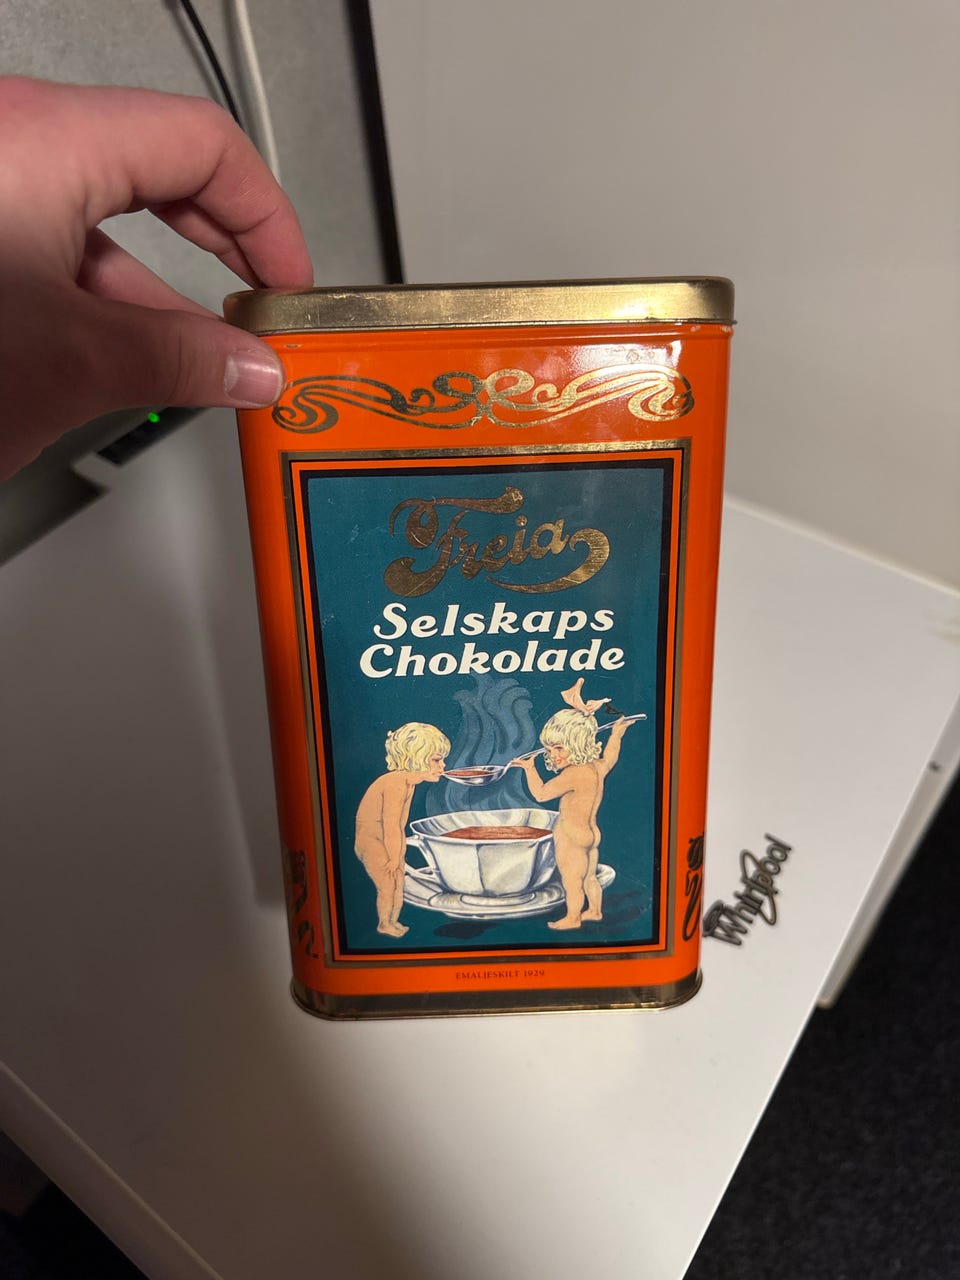 Freia
Selskaps
Chokolade
EMALJESKILT 1929
Whirlpool